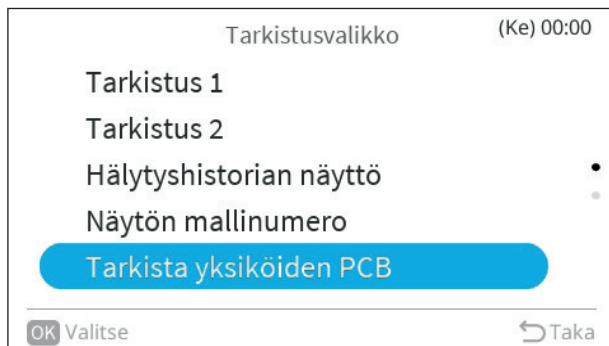 Tarkistusvalikko
(Ke) 00:00
Tarkistus 1
Tarkistus 2
Hälytyshistorian näyttö
Näytön mallinumero
Tarkista yksiköiden PCB
OK Valitse
Taka